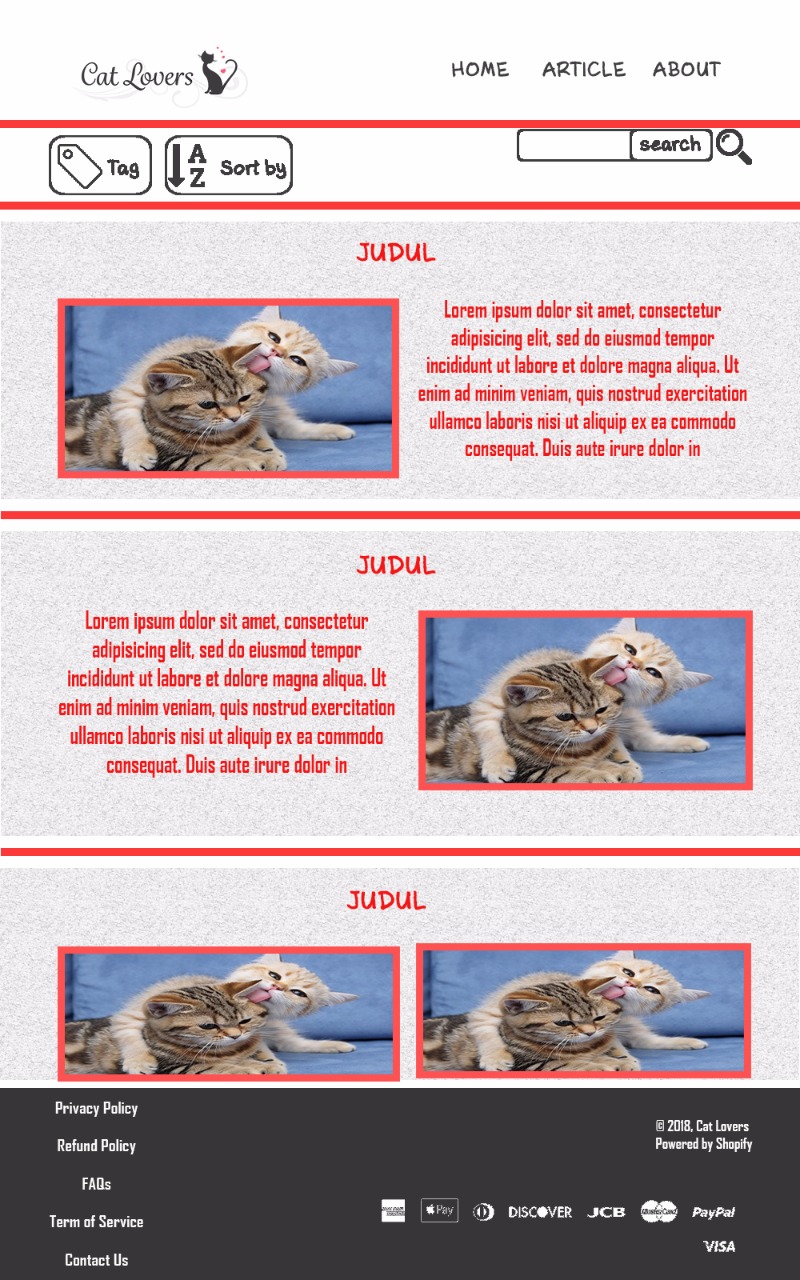 Cat Lovers
HOME ARTICLE ABOUT
Tag
A
Z
Sort by
search
JUDUL
Lorem ipsum dolor sit amet, consectetur
adipisicing elit, sed do eiusmod tempor
incididunt ut labore et dolore magna aliqua. Ut
enim ad minim veniam, quis nostrud exercitation
ullamco laboris nisi ut aliquip ex ea commodo
consequat. Duis aute irure dolor in
JUDUL
Lorem ipsum dolor sit amet, consectetur
adipisicing elit, sed do eiusmod tempor
incididunt ut labore et dolore magna aliqua. Ut
enim ad minim veniam, quis nostrud exercitation
ullamco laboris nisi ut aliquip ex ea commodo
consequat. Duis aute irure dolor in
JUDUL
Privacy Policy
Refund Policy
FAQs
Term of Service
Contact Us
© 2018, Cat Lovers
Powered by Shopify
Pay DISCOVER JCB MasterCard PayPal
VISA